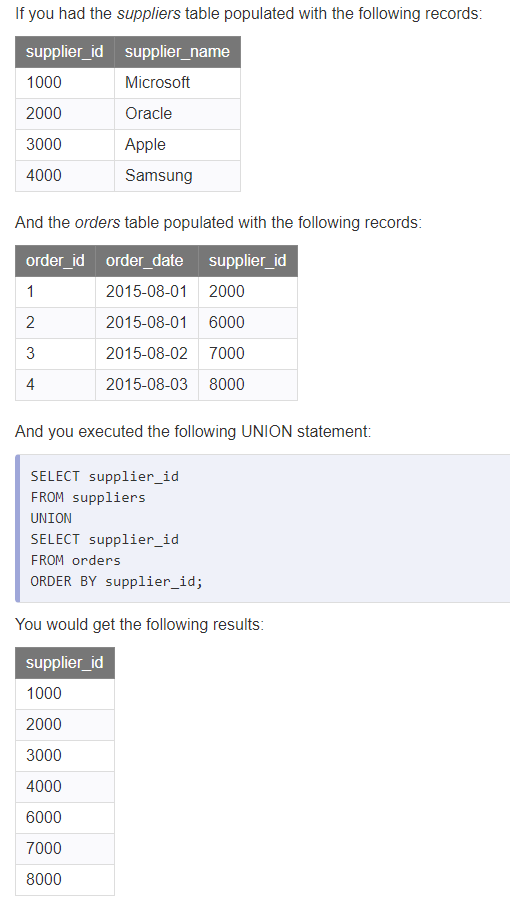 If you had the suppliers table populated with the following records:
supplier_id supplier_name
1000 Microsoft
2000 Oracle
3000 Apple
4000 Samsung
And the orders table populated with the following records:
order_id order_date supplier_id
1 2015-08-01 2000
2 2015-08-01 6000
3 2015-08-02 7000
4 2015-08-03 8000
And you executed the following UNION statement:
SELECT supplier_id
FROM suppliers
UNION
SELECT supplier_id
FROM orders
ORDER BY supplier_id;
You would get the following results:
supplier_id
1000
2000
3000
4000
6000
7000
8000